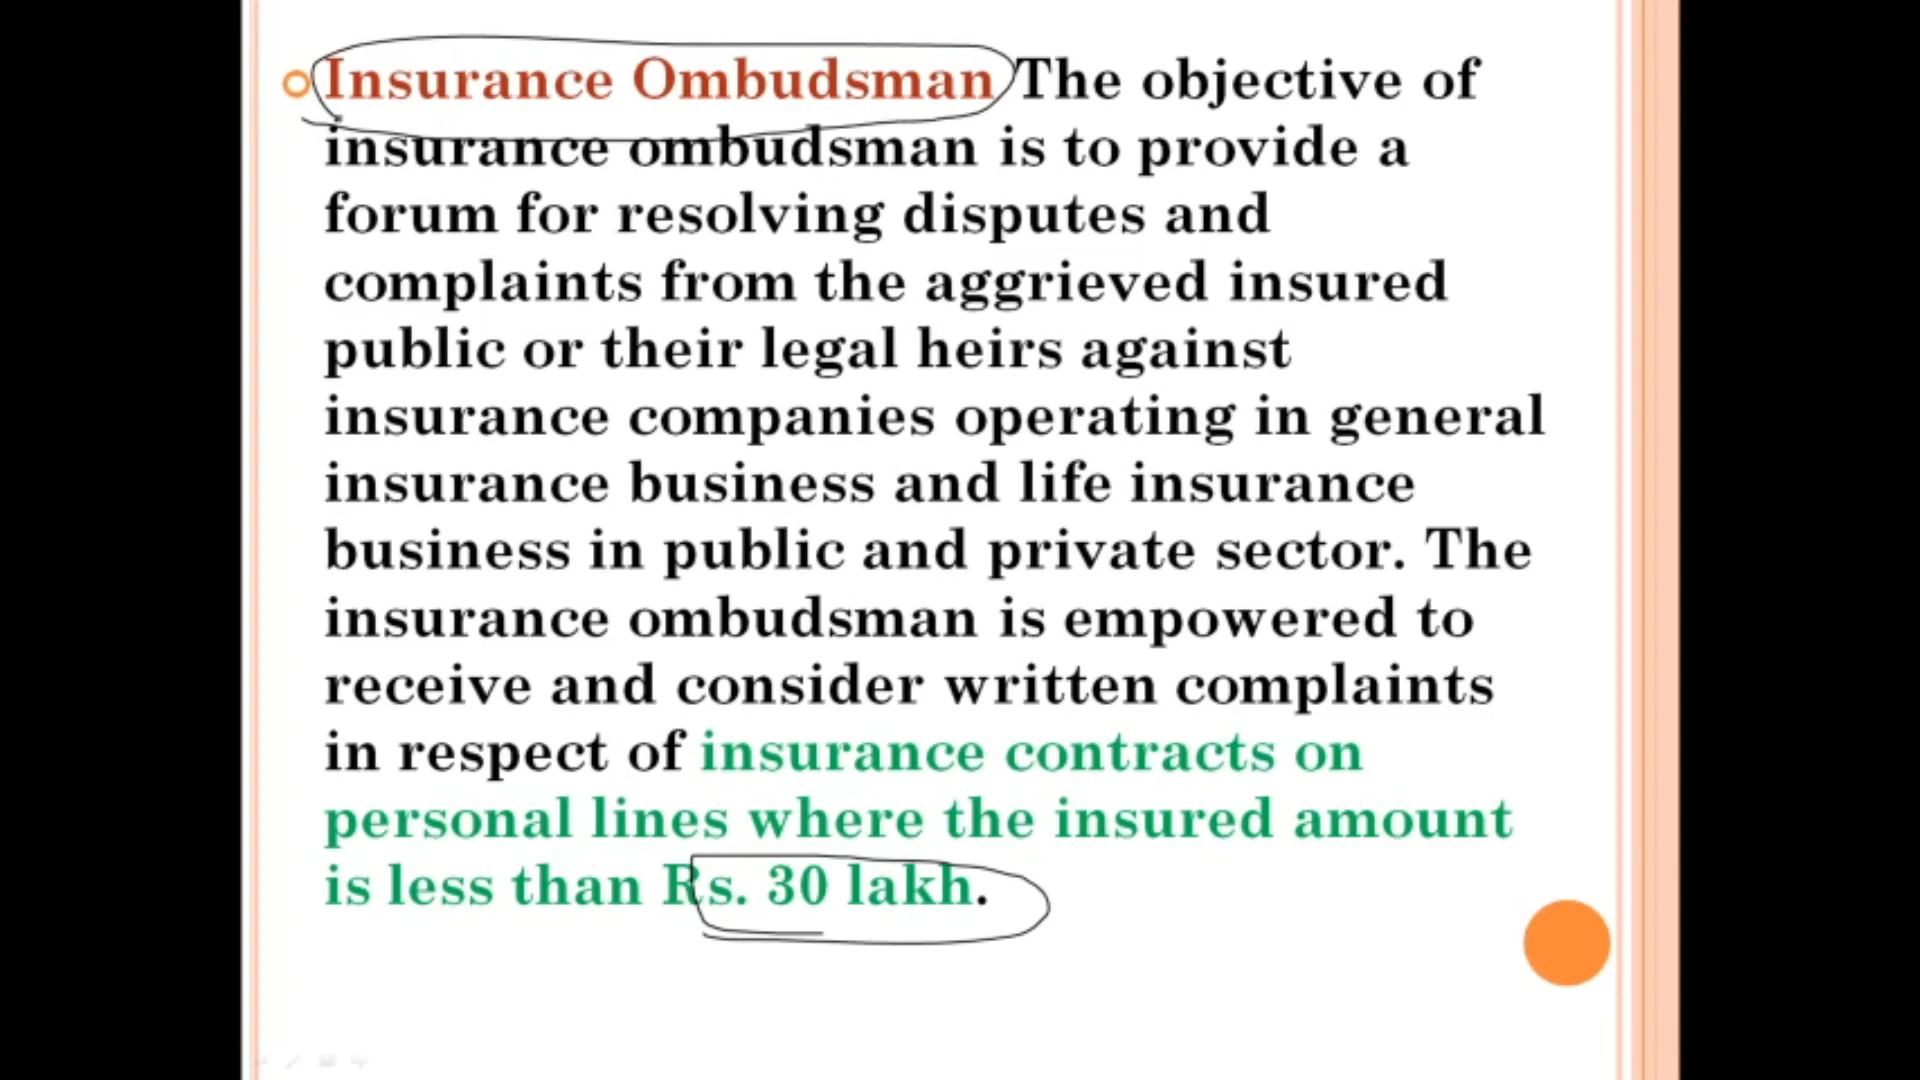 Insurance Ombudsman The objective of
insurance ombudsman is to provide a
forum for resolving disputes and
complaints from the aggrieved insured
public or their legal heirs against
insurance companies operating in general
insurance business and life insurance
business in public and private sector. The
insurance ombudsman is empowered to
receive and consider written complaints
in respect of insurance contracts on
personal lines where the insured amount
is less than Rs. 30 lakh.